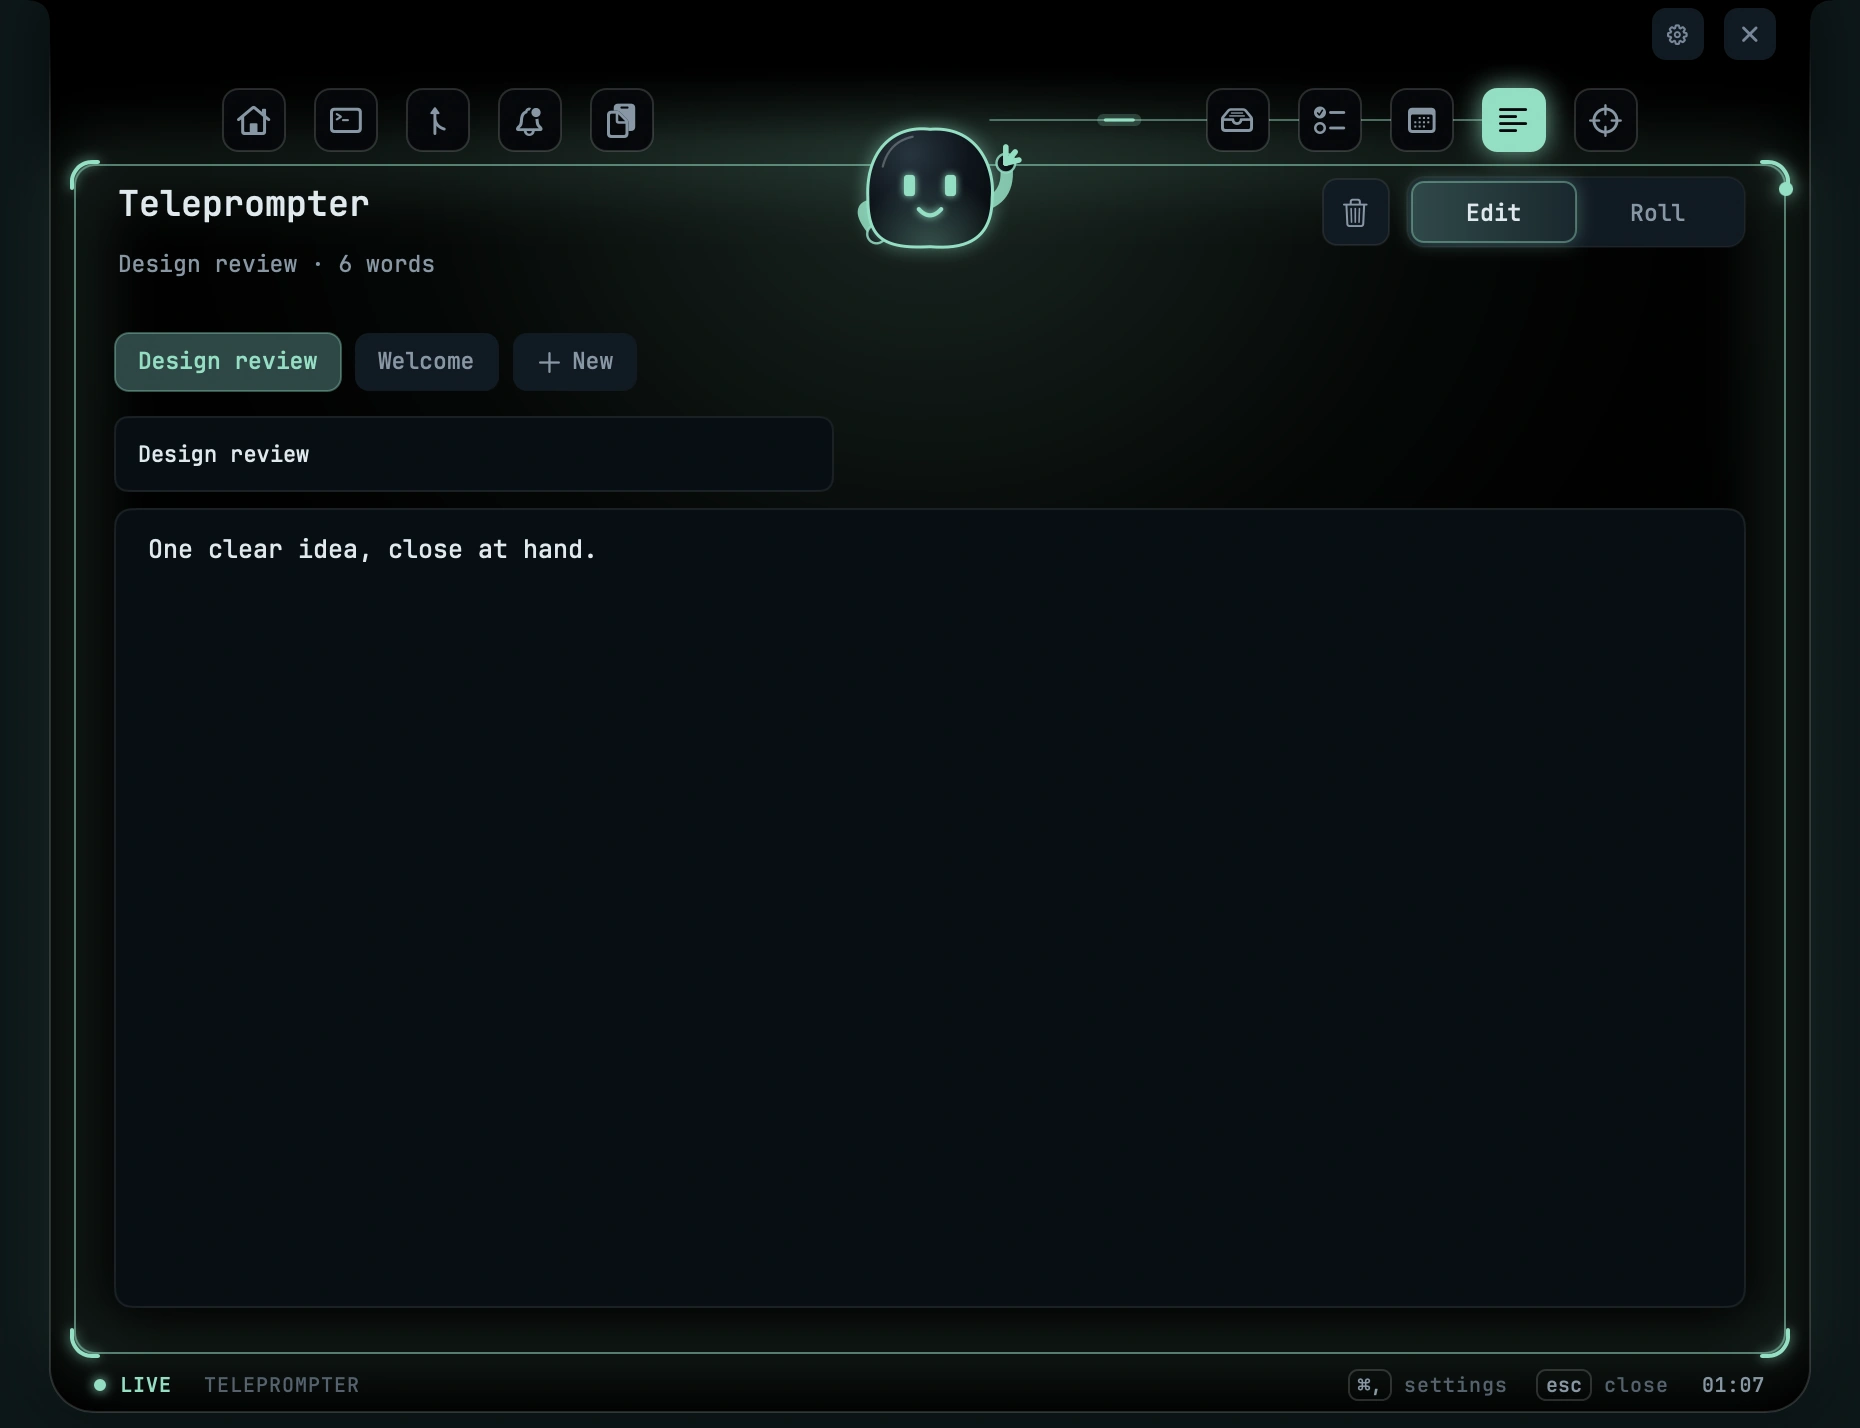 Teleprompter
Edit
Roll
Design review · 6 words
Design review
Welcome
+ New
Design review
One clear idea, close at hand.
LIVE TELEPROMPTER
⌘, settings esc close 01:07